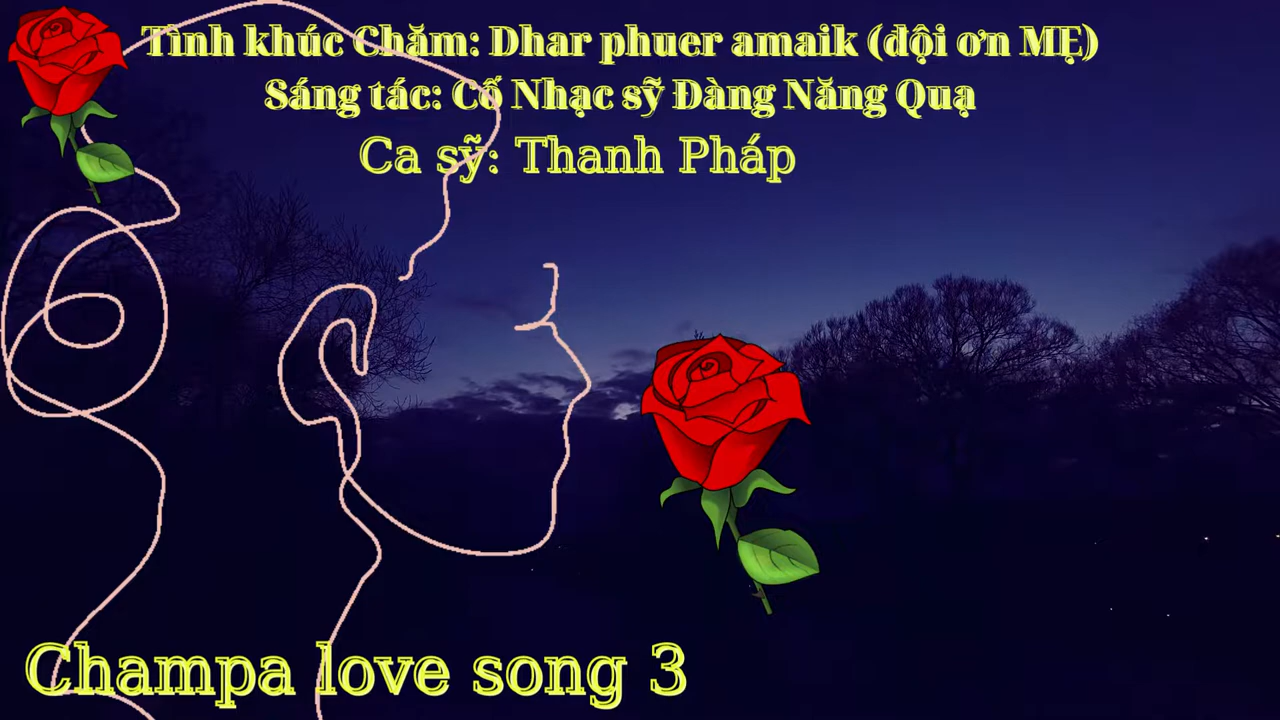 Tình khúc Chăm: Dhar phuer amaik (đội ơn MẸ)
Sáng tác: Cố Nhạc sỹ Đàng Năng Quạ
Ca sỹ: Thanh Pháp
Champa love song 3